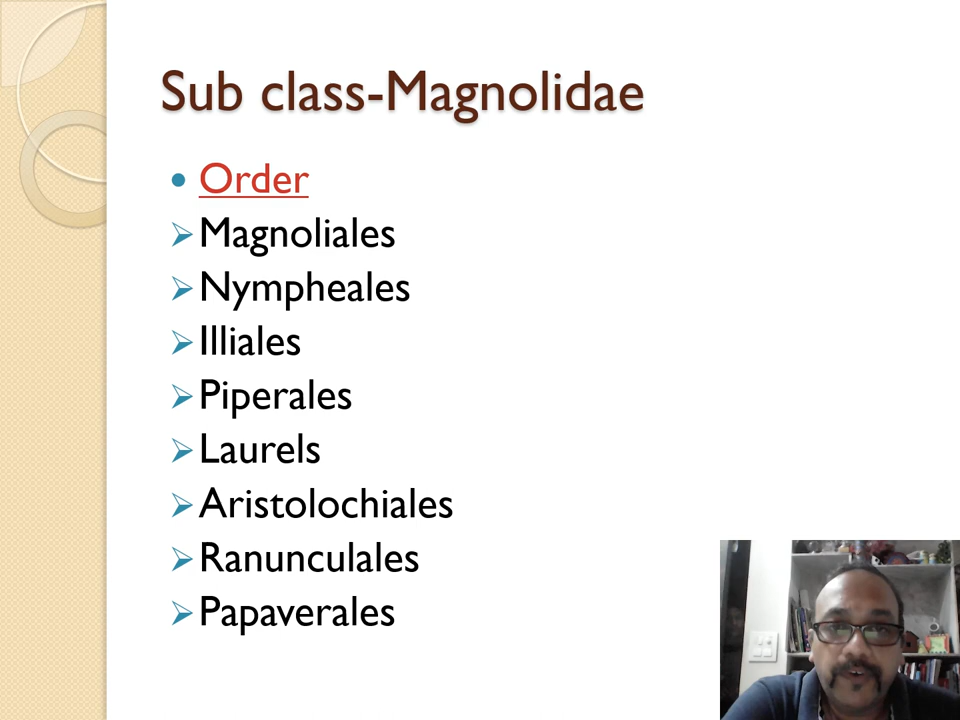 Sub class-Magnolidae
Order
Magnoliales
Nympheales
Illiales
Piperales
Laurels
Aristolochiales
Ranunculales
Papaverales